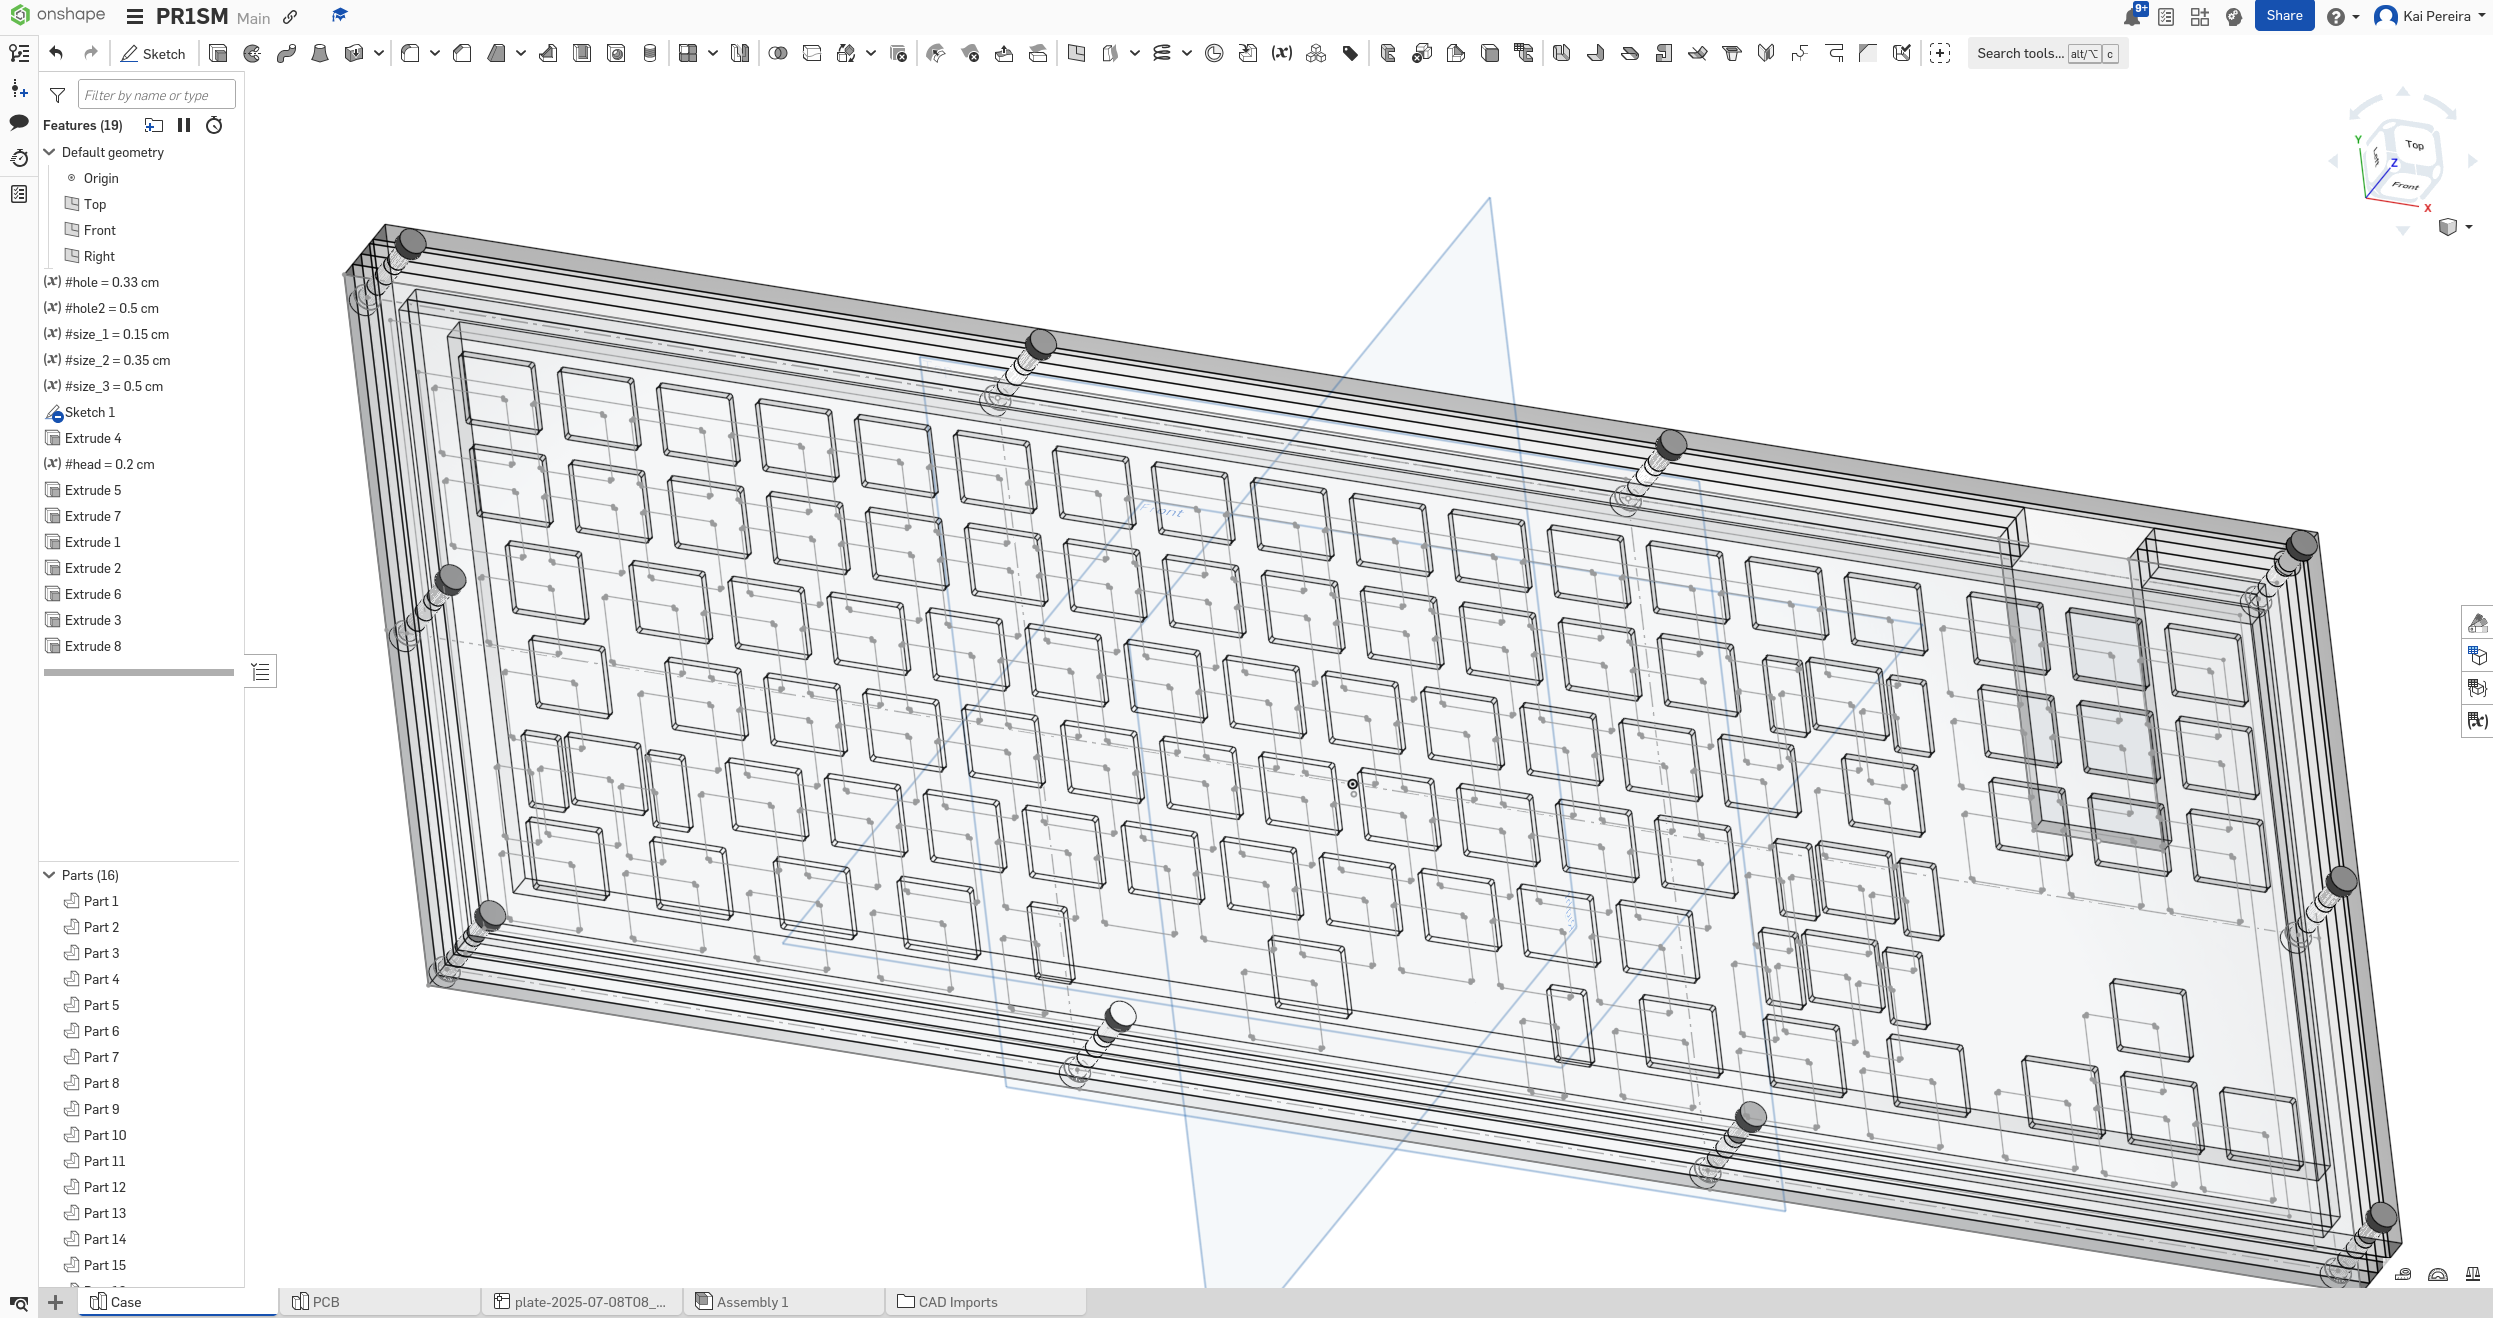 onshape
PR1SM Main
9+
Share
Kai Pereira
Sketch
Search tools... alt/⌥ c
Filter by name or type
Features (19)
Default geometry
Origin
Top
Front
Right
(x) #hole = 0.33 cm
(x) #hole2 = 0.5 cm
(x) #size_1 = 0.15 cm
(x) #size_2 = 0.35 cm
(x) #size_3 = 0.5 cm
Sketch 1
Extrude 4
(x) #head = 0.2 cm
Extrude 5
Extrude 7
Extrude 1
Extrude 2
Extrude 6
Extrude 3
Extrude 8
Parts (16)
Part 1
Part 2
Part 3
Part 4
Part 5
Part 6
Part 7
Part 8
Part 9
Part 10
Part 11
Part 12
Part 13
Part 14
Part 15
Front
Y
Top
Left
Z
Front
X
Case
PCB
plate-2025-07-08T08_...
Assembly 1
CAD Imports